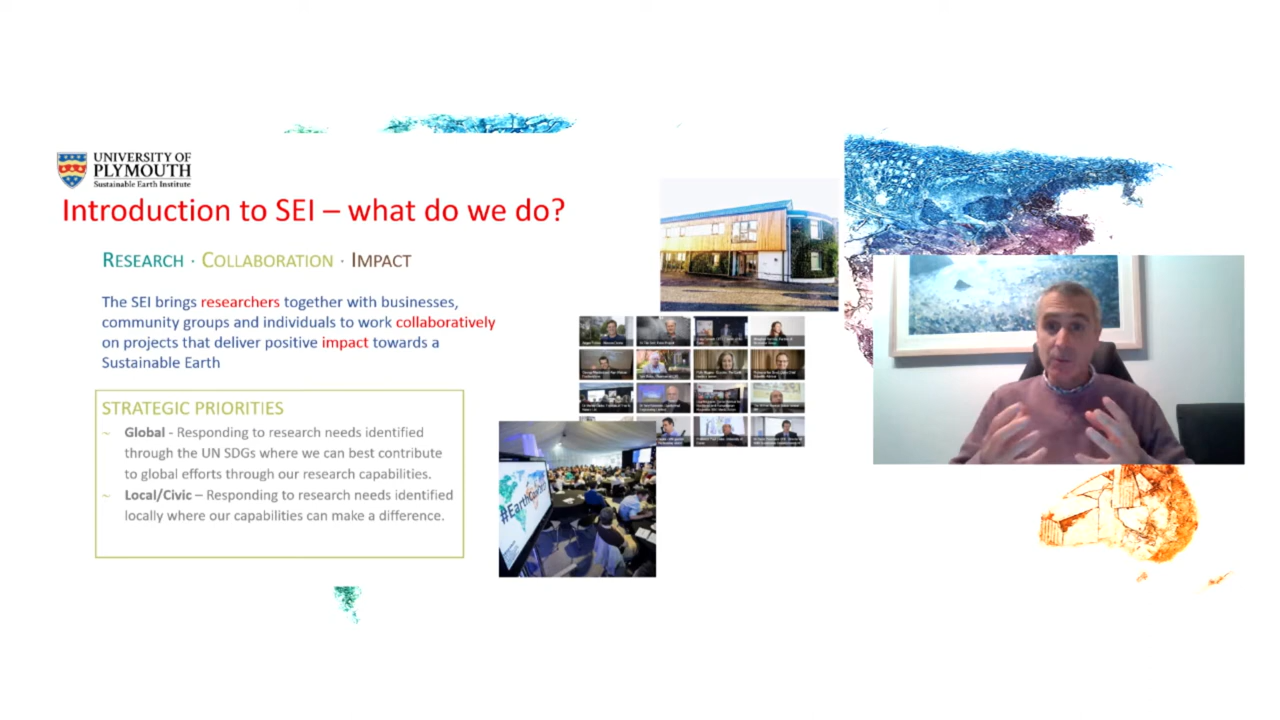 UNIVERSITY OF
PLYMOUTH
Sustainable Earth Institute
Introduction to SEI – what do we do?
RESEARCH · COLLABORATION · IMPACT
The SEI brings researchers together with businesses,
community groups and individuals to work collaboratively
on projects that deliver positive impact towards a
Sustainable Earth
STRATEGIC PRIORITIES
~ Global - Responding to research needs identified
through the UN SDGs where we can best contribute
to global efforts through our research capabilities.
~ Local/Civic – Responding to research needs identified
locally where our capabilities can make a difference.